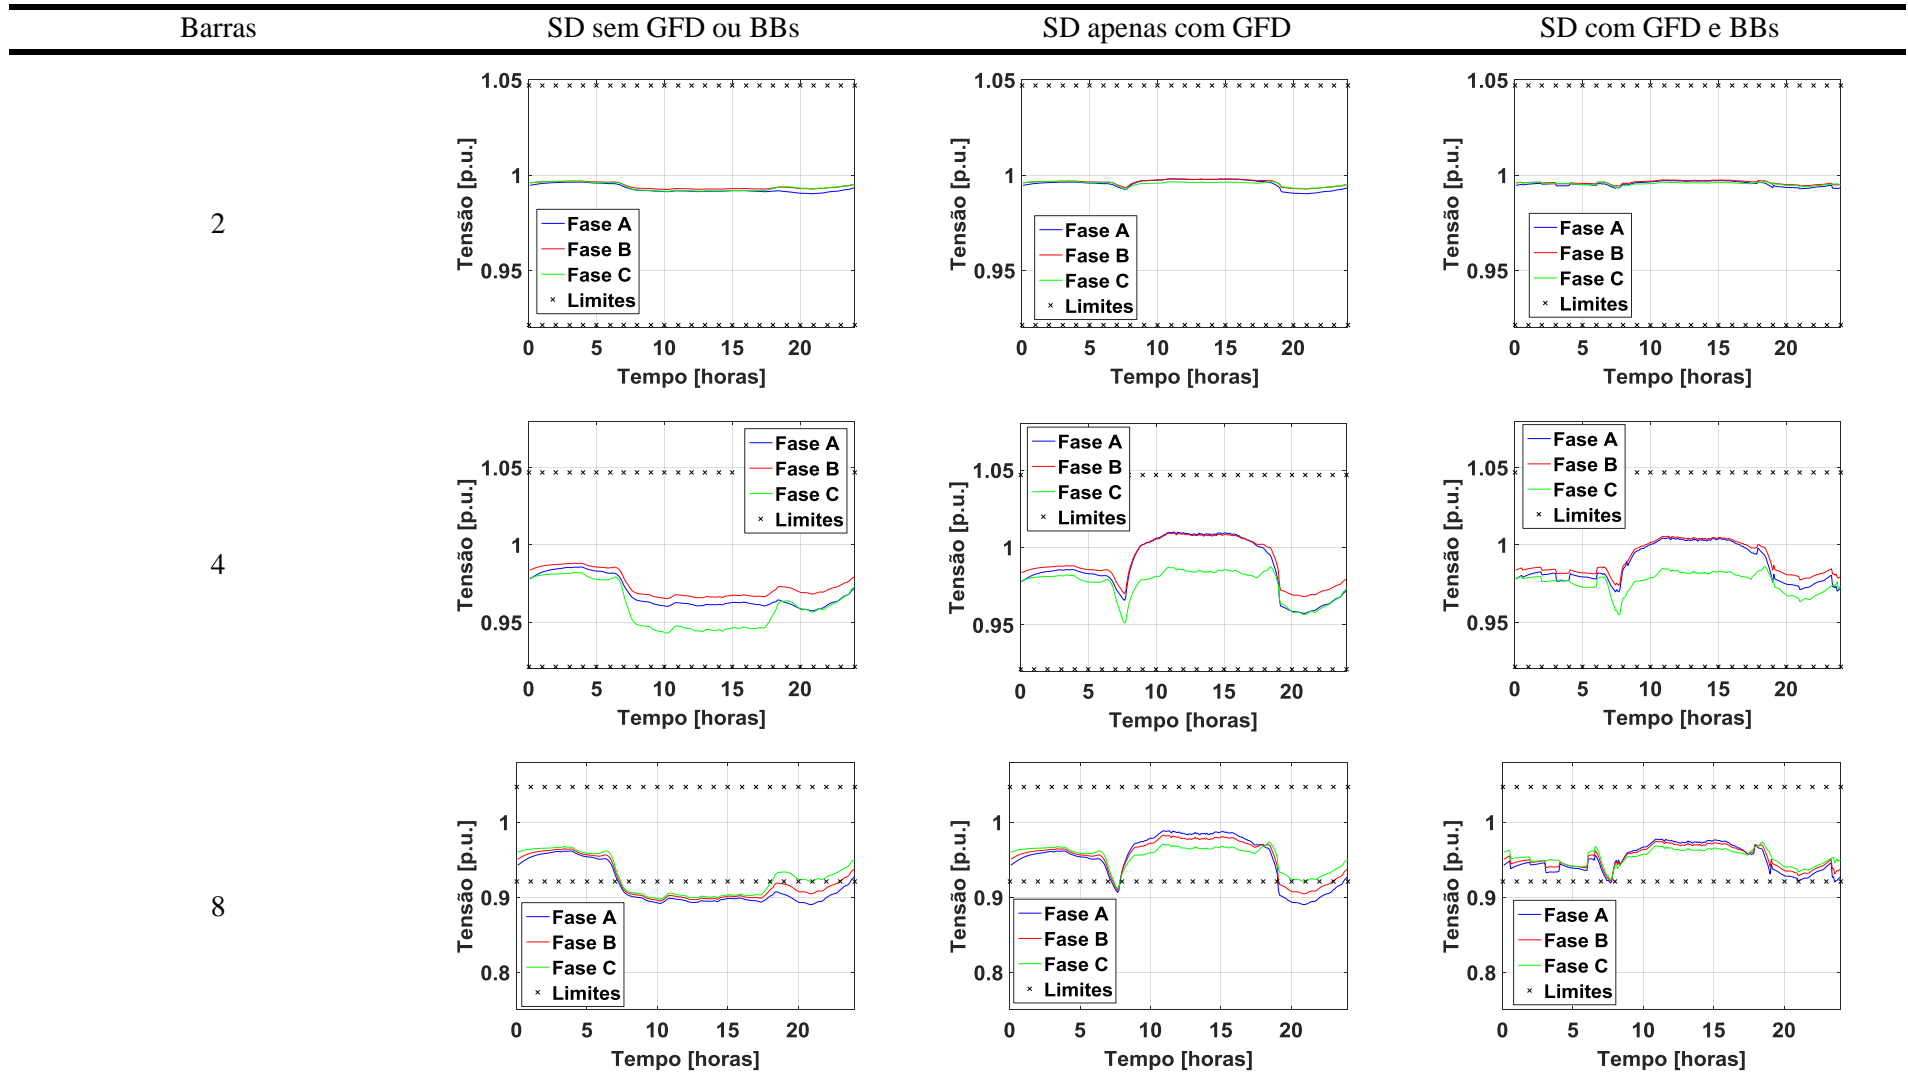 Barras SD sem GFD ou BBs SD apenas com GFD SD com GFD e BBs
2
1.05
1
0.95
Tensão [p.u.]
Fase A
Fase B
Fase C
Limites
0 5 10 15 20
Tempo [horas]
1.05
1
0.95
Tensão [p.u.]
Fase A
Fase B
Fase C
Limites
0 5 10 15 20
Tempo [horas]
1.05
1
0.95
Tensão [p.u.]
Fase A
Fase B
Fase C
Limites
0 5 10 15 20
Tempo [horas]
4
1.05
1
0.95
Tensão [p.u.]
Fase A
Fase B
Fase C
Limites
0 5 10 15 20
Tempo [horas]
1.05
1
0.95
Tensão [p.u.]
Fase A
Fase B
Fase C
Limites
0 5 10 15 20
Tempo [horas]
1.05
1
0.95
Tensão [p.u.]
Fase A
Fase B
Fase C
Limites
0 5 10 15 20
Tempo [horas]
8
1
0.9
0.8
Tensão [p.u.]
Fase A
Fase B
Fase C
Limites
0 5 10 15 20
Tempo [horas]
1
0.9
0.8
Tensão [p.u.]
Fase A
Fase B
Fase C
Limites
0 5 10 15 20
Tempo [horas]
1
0.9
0.8
Tensão [p.u.]
Fase A
Fase B
Fase C
Limites
0 5 10 15 20
Tempo [horas]